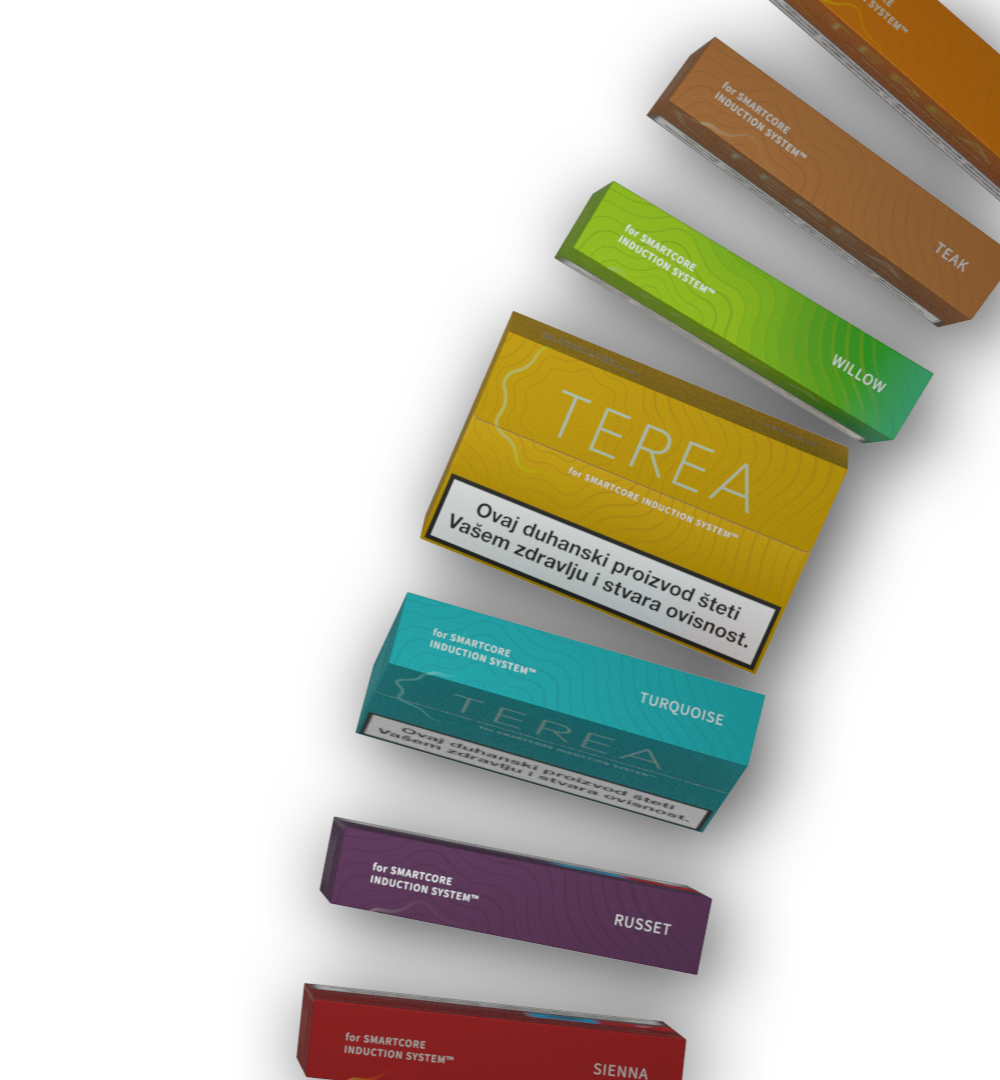 SYSTEM™
TEREA
for SMARTCORE
INDUCTION SYSTEM™
TEAK
for SMARTCORE
INDUCTION SYSTEM™
WILLOW
TEREA
for SMARTCORE INDUCTION SYSTEM™
Ovaj duhanski proizvod šteti
Vašem zdravlju i stvara ovisnost.
for SMARTCORE
INDUCTION SYSTEM™
TURQUOISE
TEREA
for SMARTCORE INDUCTION SYSTEM™
Ovaj duhanski proizvod šteti
Vašem zdravlju i stvara ovisnost.
for SMARTCORE
INDUCTION SYSTEM™
RUSSET
for SMARTCORE
INDUCTION SYSTEM™
SIENNA